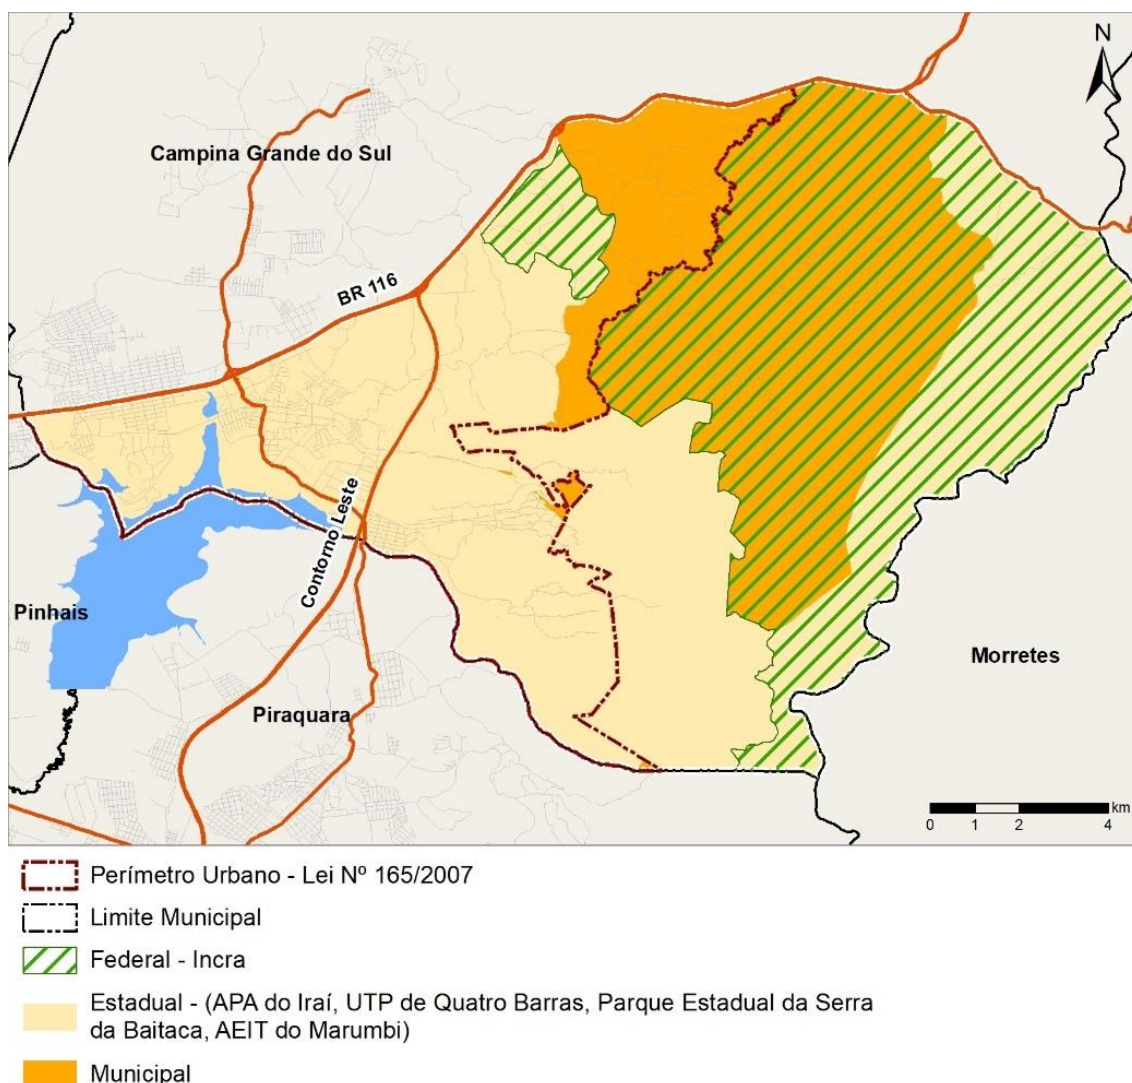 N
Campina Grande do Sul
BR 116
Contorno Leste
Pinhais
Morretes
Piraquara
km
0 1 2 4
Perímetro Urbano - Lei Nº 165/2007
Limite Municipal
Federal - Incra
Estadual - (APA do Iraí, UTP de Quatro Barras, Parque Estadual da Serra
da Baitaca, AEIT do Marumbi)
Municipal